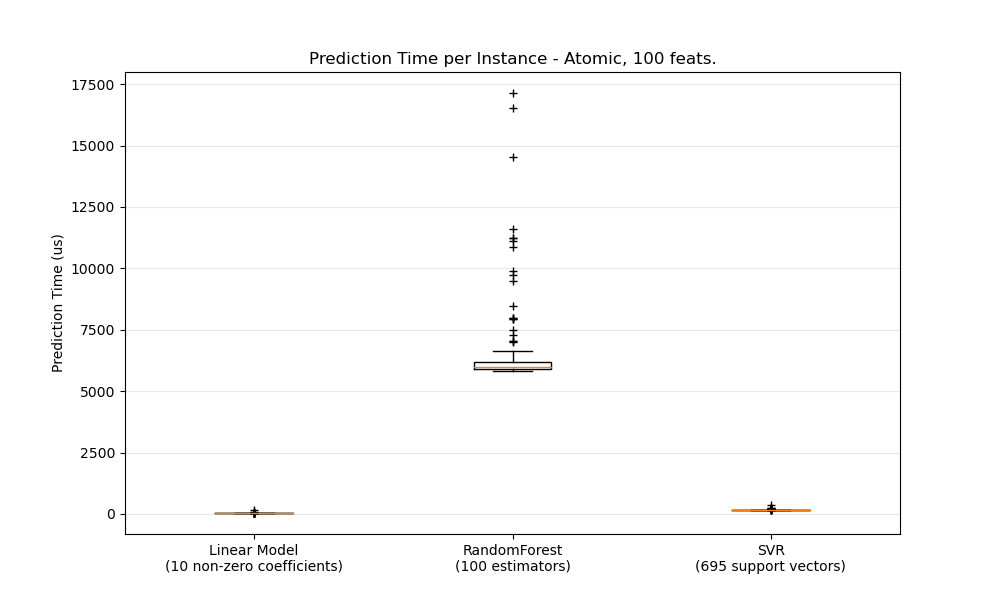 Prediction Time per Instance - Atomic, 100 feats.
Prediction Time (us)
17500
15000
12500
10000
7500
5000
2500
0
Linear Model
(10 non-zero coefficients)
RandomForest
(100 estimators)
SVR
(695 support vectors)